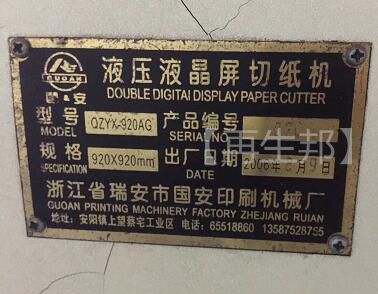 GUOAN
国安
液压液晶屏切纸机
DOUBLE DIGITAI DISPLAY PAPER CUTTER
型号 QZYX-920AG 产品编号
MODEL SERIAL NO
规格 920X920mm 出厂日期 2006年 月9日
SPECIFICATION DATE
浙江省瑞安市国安印刷机械厂
GUOAN PRINTING MACHINERY FACTORY ZHEJIANG RUIAN
地址: 安阳镇上望蔡宅工业区 电话: 65518860 13587528755
【再生邦】